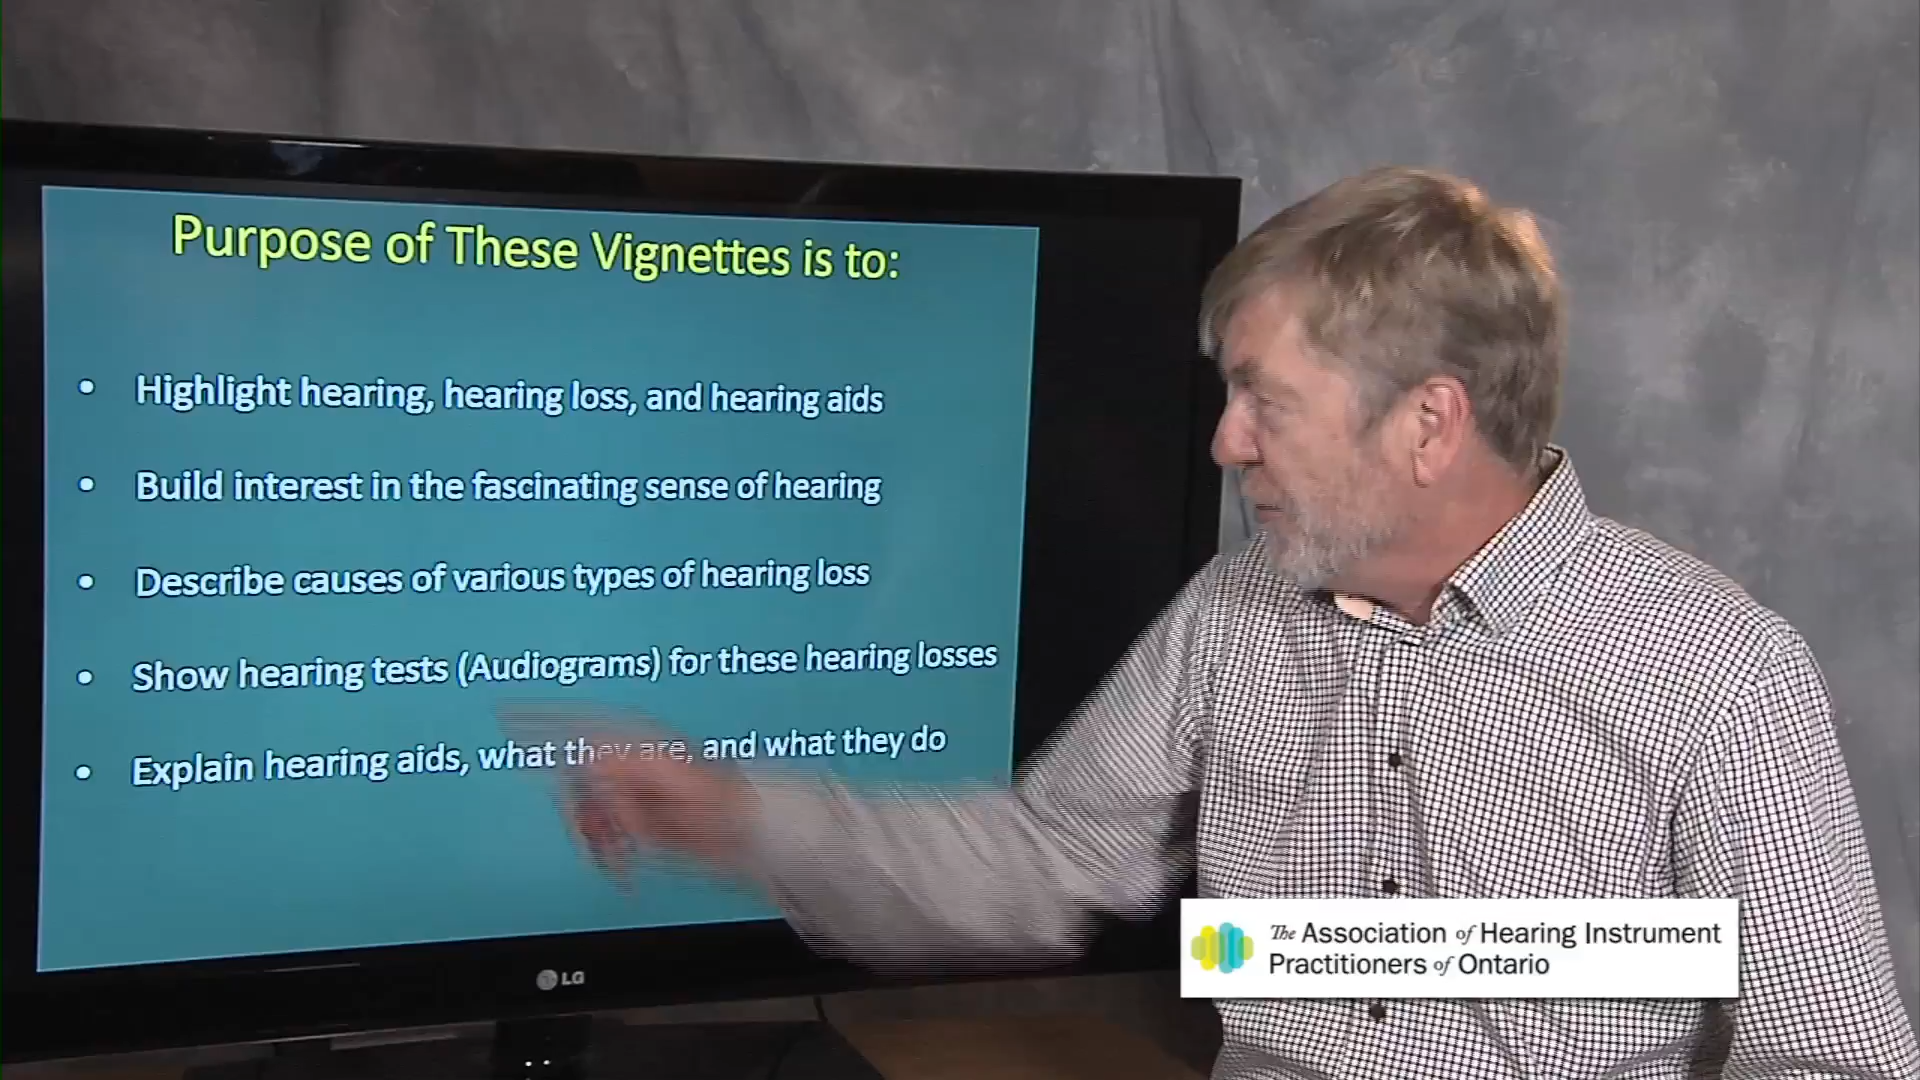 Purpose of These Vignettes is to:
• Highlight hearing, hearing loss, and hearing aids
• Build interest in the fascinating sense of hearing
• Describe causes of various types of hearing loss
• Show hearing tests (Audiograms) for these hearing losses
• Explain hearing aids, what they are, and what they do
LG
The Association of Hearing Instrument
Practitioners of Ontario